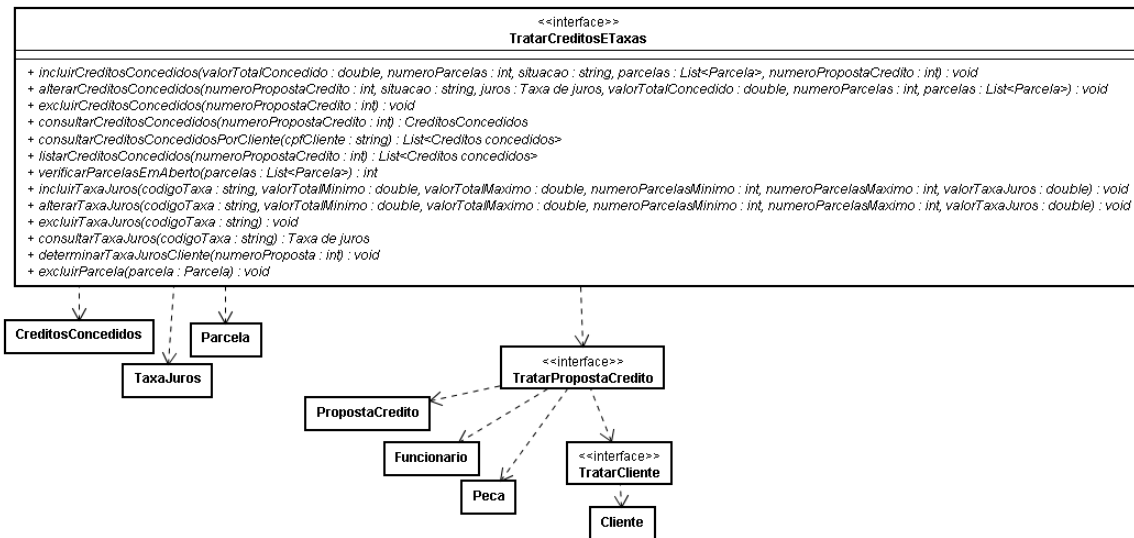 <<interface>>
TratarCreditosETaxas
+ incluirCreditosConcedidos(valorTotalConcedido : double, numeroParcelas : int, situacao : string, parcelas : List<Parcela>, numeroPropostaCredito : int) : void
+ alterarCreditosConcedidos(numeroPropostaCredito : int, situacao : string, juros : Taxa de juros, valorTotalConcedido : double, numeroParcelas : int, parcelas : List<Parcela>) : void
+ excluirCreditosConcedidos(numeroPropostaCredito : int) : void
+ consultarCreditosConcedidos(numeroPropostaCredito : int) : CreditosConcedidos
+ consultarCreditosConcedidosPorCliente(cpfCliente : string) : List<Creditos concedidos>
+ listarCreditosConcedidos(numeroPropostaCredito : int) : List<Creditos concedidos>
+ verificarParcelasEmAberto(parcelas : List<Parcela>) : int
+ incluirTaxaJuros(codigoTaxa : string, valorTotalMinimo : double, valorTotalMaximo : double, numeroParcelasMinimo : int, numeroParcelasMaximo : int, valorTaxaJuros : double) : void
+ alterarTaxaJuros(codigoTaxa : string, valorTotalMinimo : double, valorTotalMaximo : double, numeroParcelasMinimo : int, numeroParcelasMaximo : int, valorTaxaJuros : double) : void
+ excluirTaxaJuros(codigoTaxa : string) : void
+ consultarTaxaJuros(codigoTaxa : string) : Taxa de juros
+ determinarTaxaJurosCliente(numeroProposta : int) : void
+ excluirParcela(parcela : Parcela) : void
CreditosConcedidos
Parcela
TaxaJuros
<<interface>>
TratarPropostaCredito
PropostaCredito
Funcionario
<<interface>>
TratarCliente
Peca
Cliente